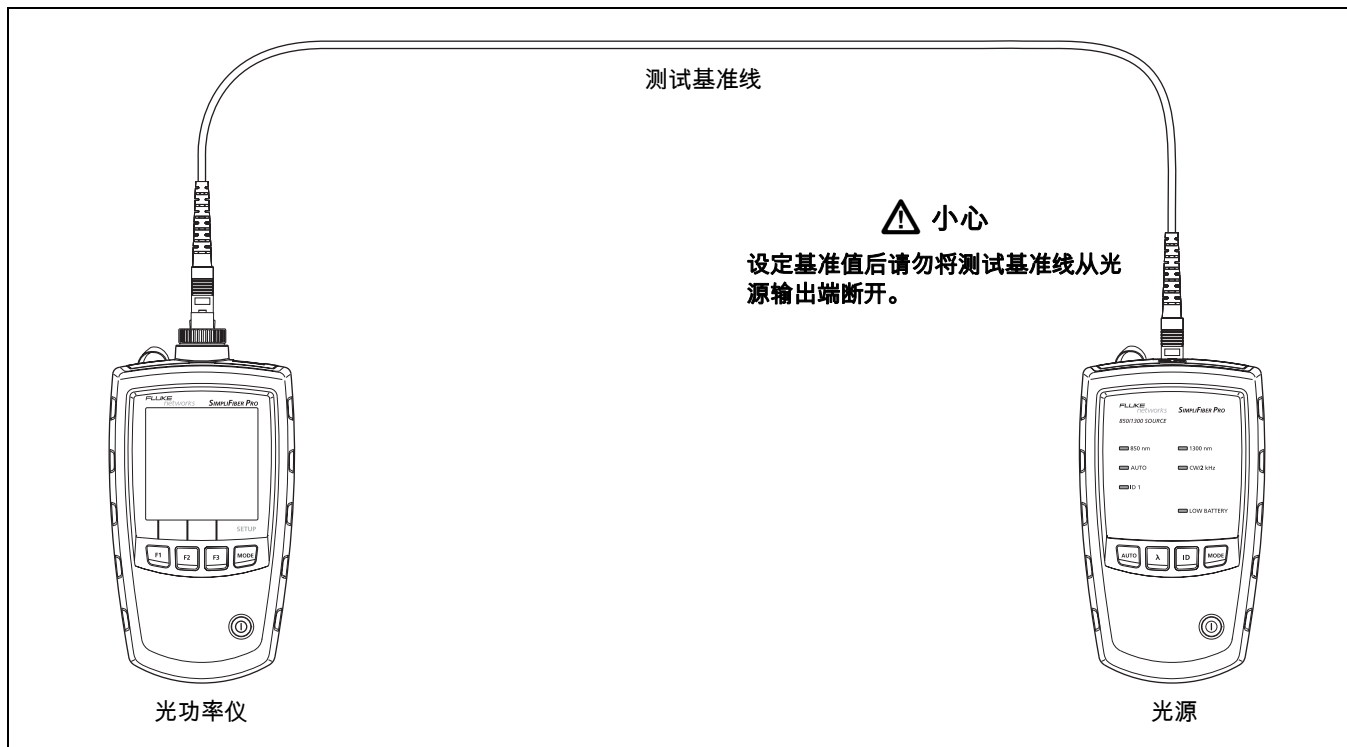 测试基准线
小心
设定基准值后请勿将测试基准线从光
源输出端断开。
FLUKE
networks SIMPLIFIBER PRO
SETUP
F1 F2 F3 MODE
光功率仪
FLUKE
networks SIMPLIFIBER PRO
850/1300 SOURCE
850 nm 1300 nm
AUTO CW/2 kHz
ID 1
LOW BATTERY
AUTO λ ID MODE
光源